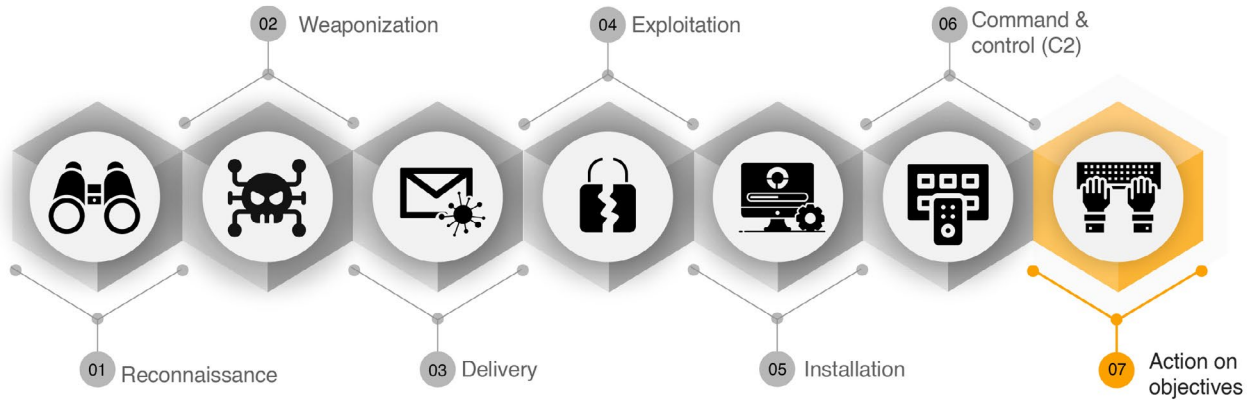 01
Reconnaissance
02
Weaponization
03
Delivery
04
Exploitation
05
Installation
06
Command &
control (C2)
07
Action on
objectives